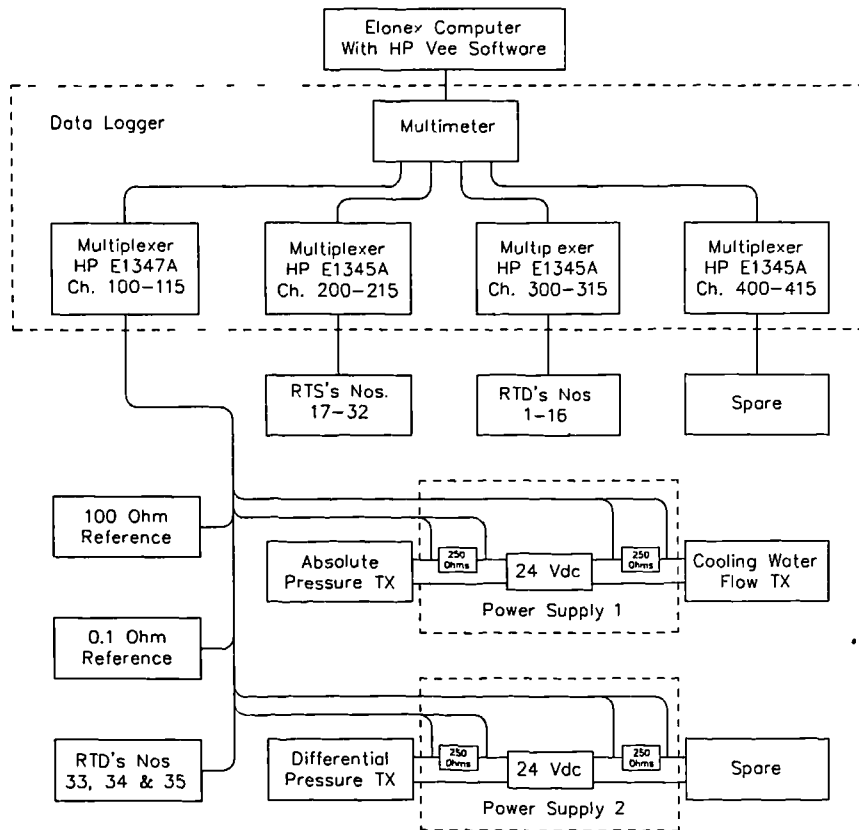 Elonex Computer
With HP Vee Software
Data Logger
Multimeter
Multiplexer
HP E1347A
Ch. 100-115
Multiplexer
HP E1345A
Ch. 200-215
Multip exer
HP E1345A
Ch. 300-315
Multiplexer
HP E1345A
Ch. 400-415
RTS's Nos.
17-32
RTD's Nos
1-16
Spare
100 Ohm
Reference
Absolute
Pressure TX
250
Ohms
24 Vdc
250
Ohms
Cooling Water
Flow TX
Power Supply 1
0.1 Ohm
Reference
RTD's Nos
33, 34 & 35
Differential
Pressure TX
250
Ohms
24 Vdc
250
Ohms
Spare
Power Supply 2